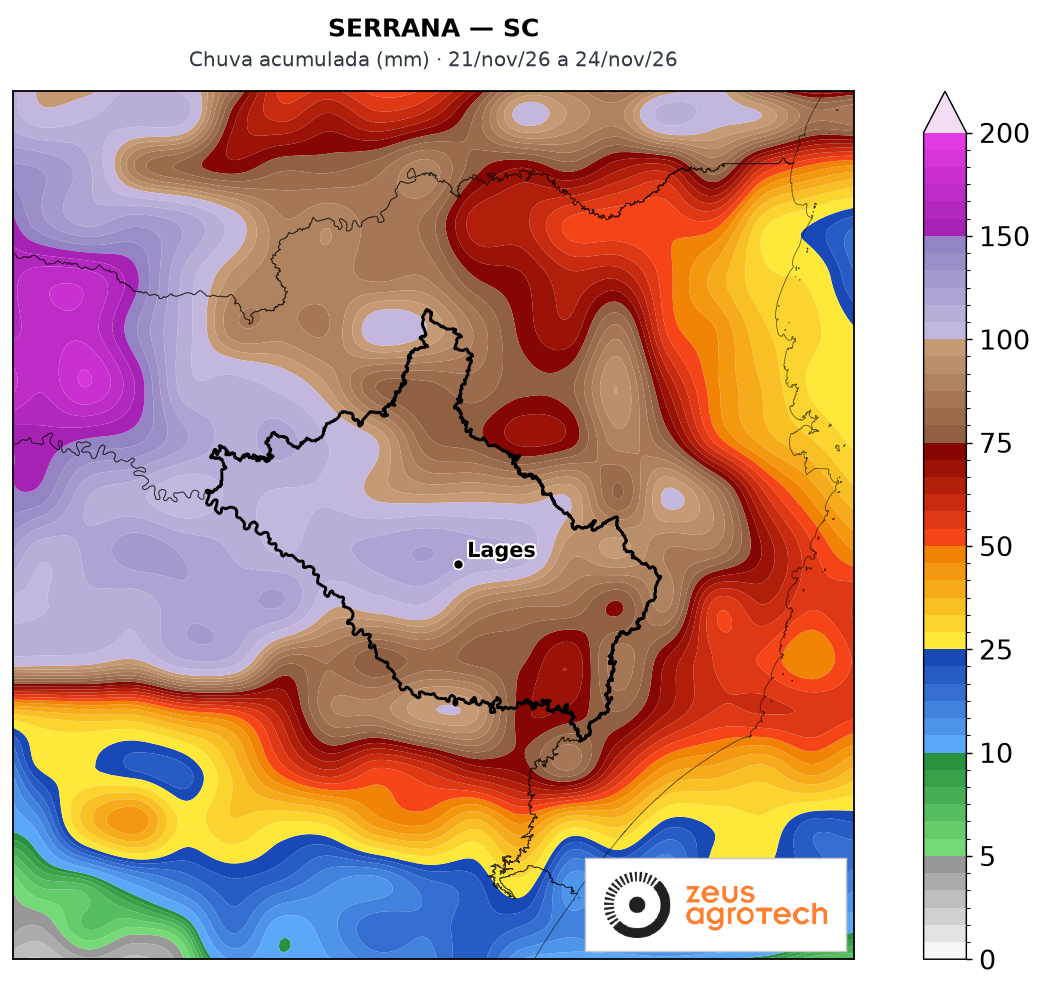 SERRANA — SC
Chuva acumulada (mm) · 21/nov/26 a 24/nov/26
200
150
100
75
50
25
10
5
0
Lages
zeus
agrotech